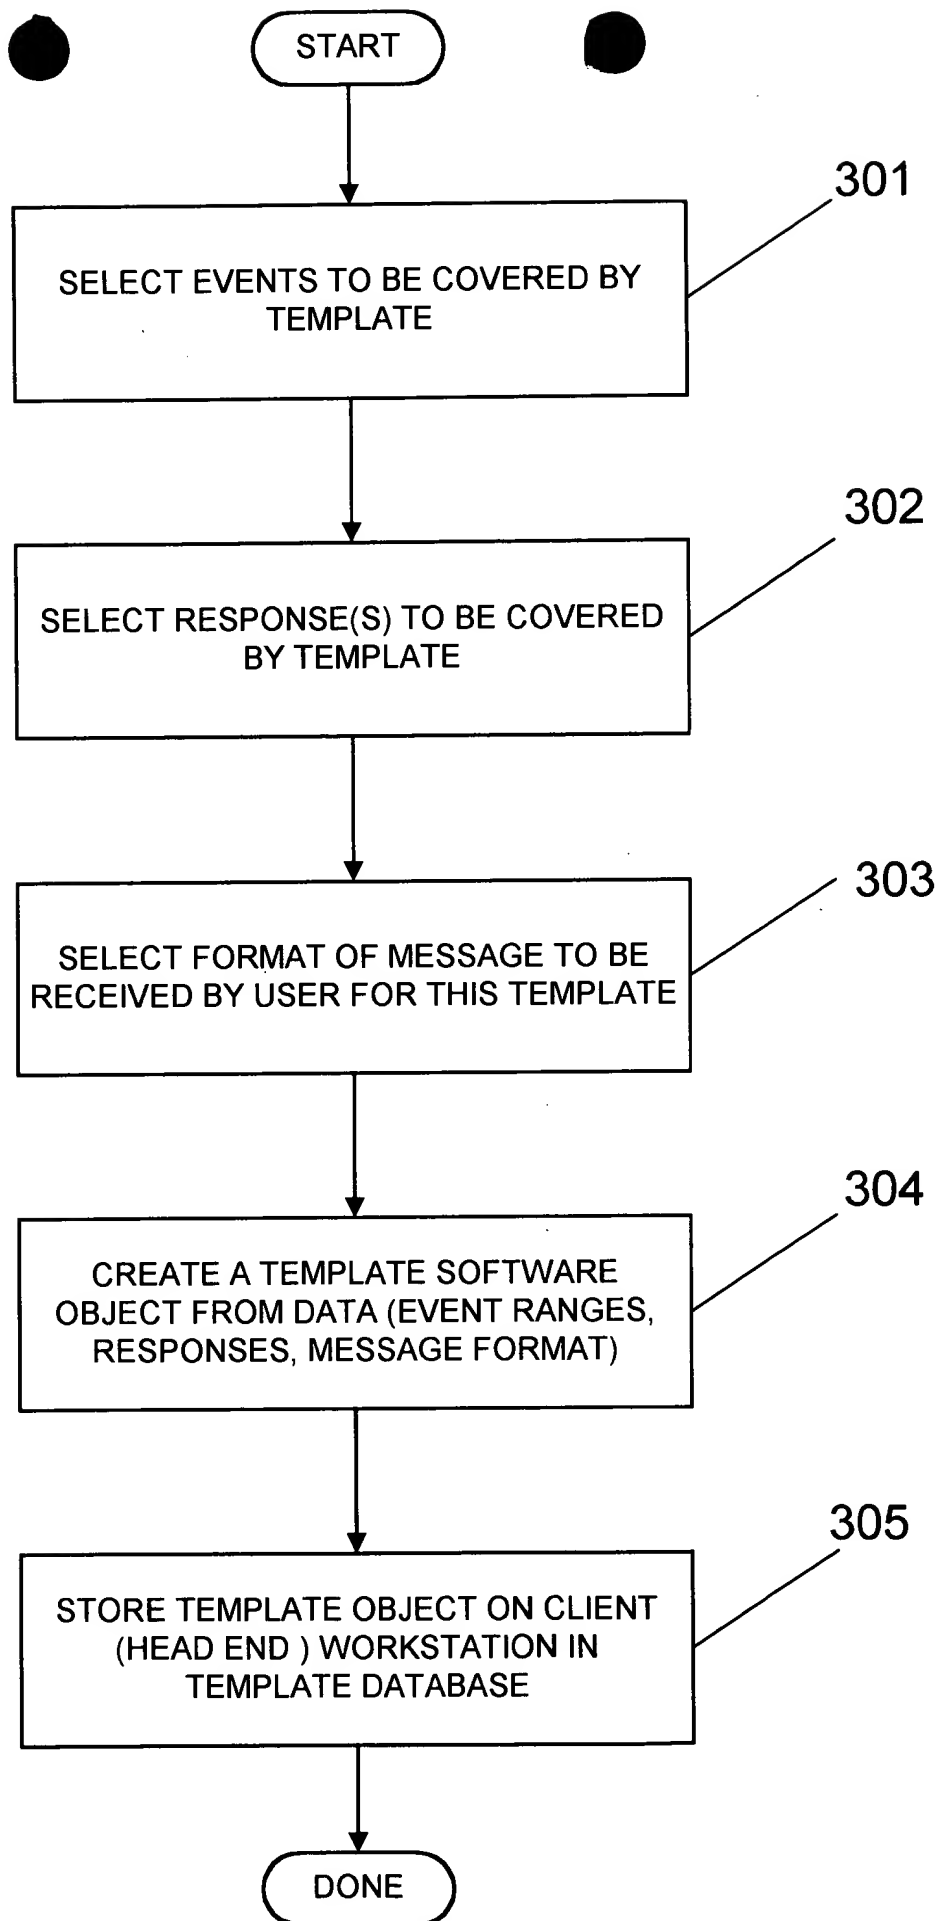 START
301
SELECT EVENTS TO BE COVERED BY
TEMPLATE
302
SELECT RESPONSE(S) TO BE COVERED
BY TEMPLATE
303
SELECT FORMAT OF MESSAGE TO BE
RECEIVED BY USER FOR THIS TEMPLATE
304
CREATE A TEMPLATE SOFTWARE
OBJECT FROM DATA (EVENT RANGES,
RESPONSES, MESSAGE FORMAT)
305
STORE TEMPLATE OBJECT ON CLIENT
(HEAD END ) WORKSTATION IN
TEMPLATE DATABASE
DONE